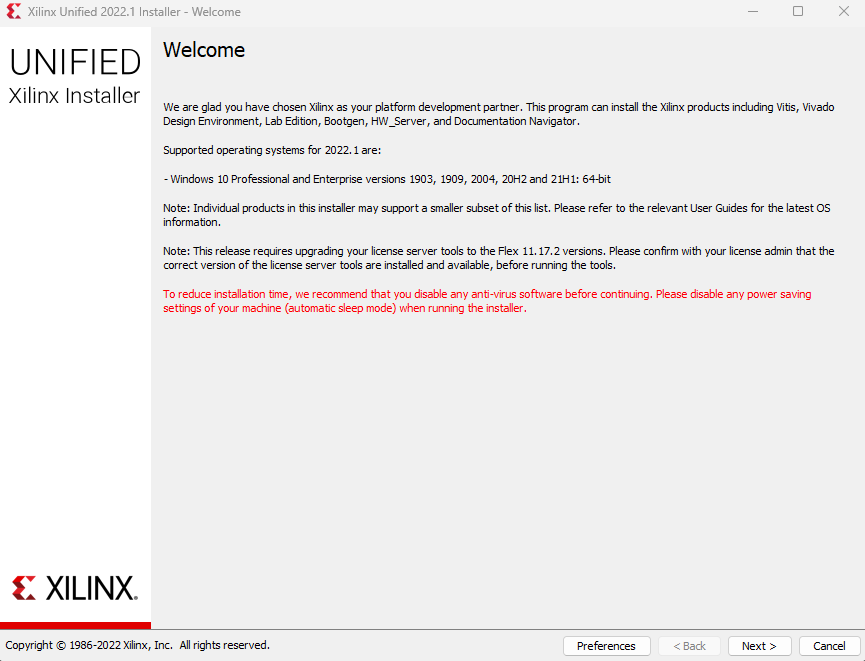 Xilinx Unified 2022.1 Installer - Welcome
UNIFIED
Xilinx Installer
Welcome
We are glad you have chosen Xilinx as your platform development partner. This program can install the Xilinx products including Vitis, Vivado
Design Environment, Lab Edition, Bootgen, HW_Server, and Documentation Navigator.
Supported operating systems for 2022.1 are:
- Windows 10 Professional and Enterprise versions 1903, 1909, 2004, 20H2 and 21H1: 64-bit
Note: Individual products in this installer may support a smaller subset of this list. Please refer to the relevant User Guides for the latest OS
information.
Note: This release requires upgrading your license server tools to the Flex 11.17.2 versions. Please confirm with your license admin that the
correct version of the license server tools are installed and available, before running the tools.
To reduce installation time, we recommend that you disable any anti-virus software before continuing. Please disable any power saving
settings of your machine (automatic sleep mode) when running the installer.
XILINX.
Copyright © 1986-2022 Xilinx, Inc. All rights reserved.
Preferences
< Back
Next >
Cancel